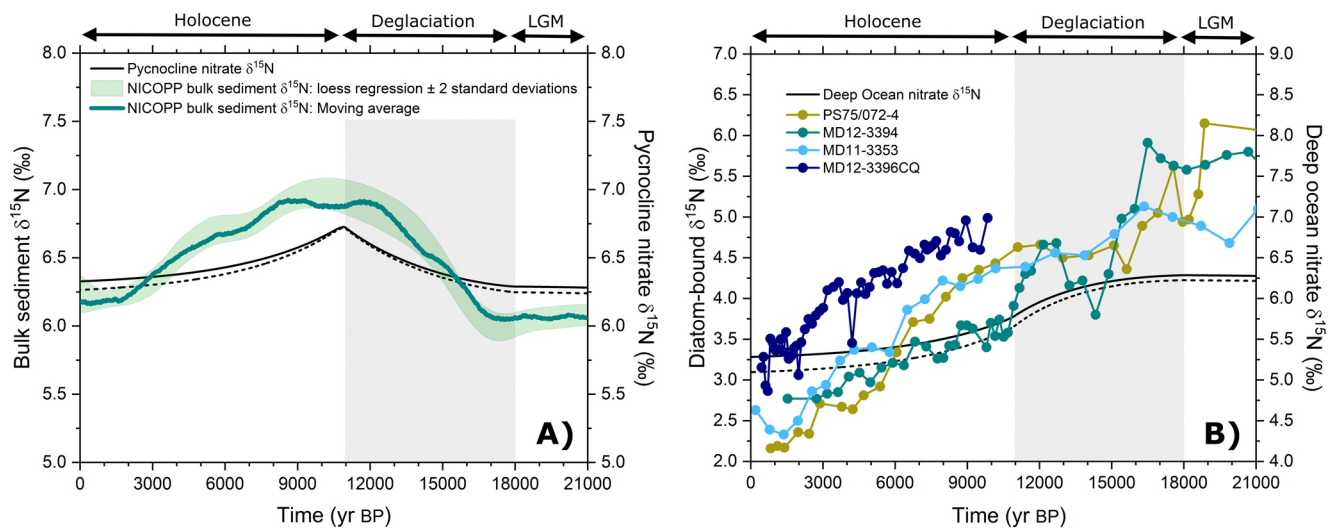 Holocene
Deglaciation
LGM
8.0
7.5
7.0
6.5
6.0
5.5
5.0
Bulk sediment δ¹⁵N (‰)
Pycnocline nitrate δ¹⁵N
NICOPP bulk sediment δ¹⁵N: loess regression ± 2 standard deviations
NICOPP bulk sediment δ¹⁵N: Moving average
A)
8.0
7.5
7.0
6.5
6.0
5.5
5.0
Pycnocline nitrate δ¹⁵N (‰)
0 3000 6000 9000 12000 15000 18000 21000
Time (yr BP)
Holocene
Deglaciation
LGM
7.0
6.5
6.0
5.5
5.0
4.5
4.0
3.5
3.0
2.5
2.0
Diatom-bound δ¹⁵N (‰)
Deep Ocean nitrate δ¹⁵N
PS75/072-4
MD12-3394
MD11-3353
MD12-3396CQ
B)
9.0
8.5
8.0
7.5
7.0
6.5
6.0
5.5
5.0
4.5
4.0
Deep ocean nitrate δ¹⁵N (‰)
0 3000 6000 9000 12000 15000 18000 21000
Time (yr BP)